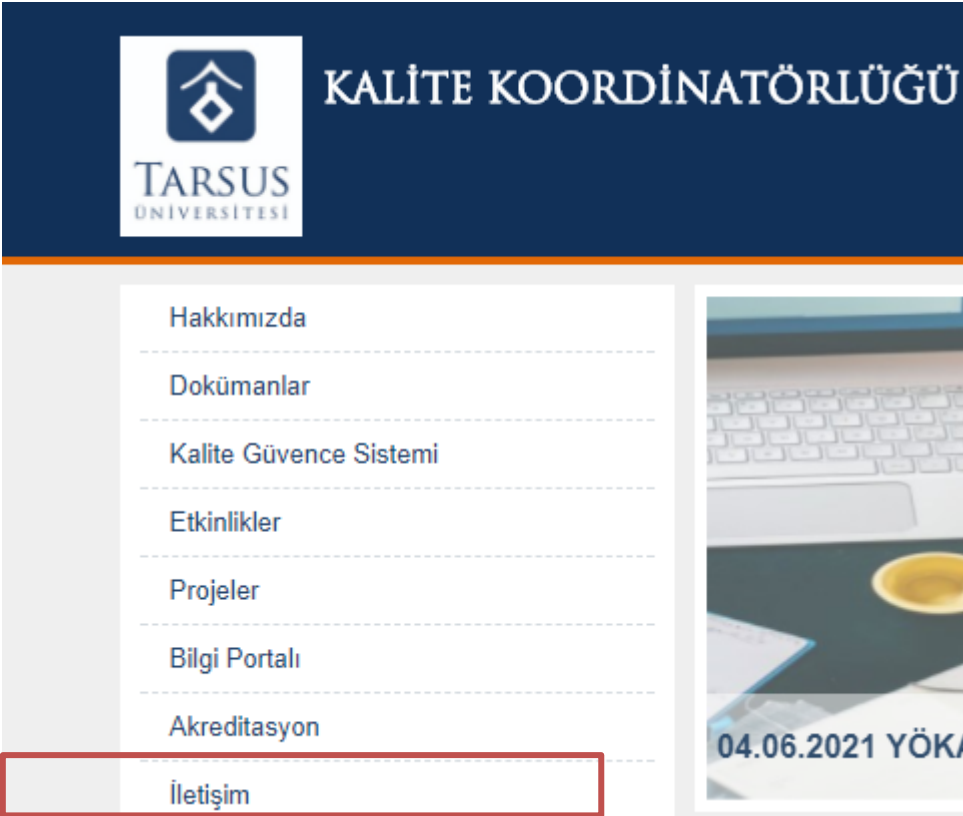 KALİTE KOORDİNATÖRLÜĞÜ
TARSUS
ÜNİVERSİTESİ
Hakkımızda
Dokümanlar
Kalite Güvence Sistemi
Etkinlikler
Projeler
Bilgi Portalı
Akreditasyon
İletişim
04.06.2021